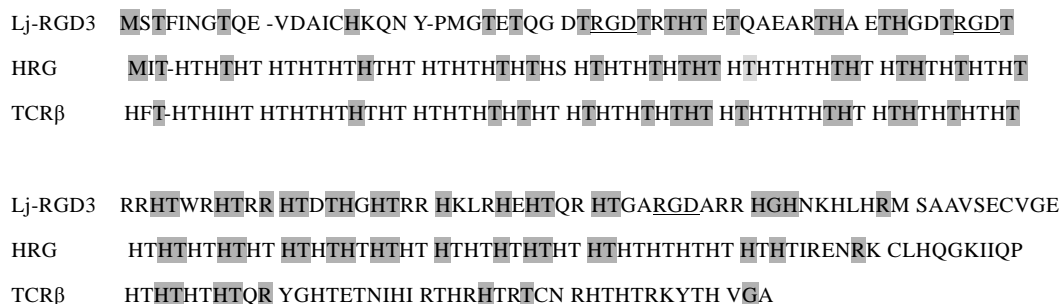 Lj-RGD3 MSTFINGTQE -VDAICHKQN Y-PMGTETQG DTRGDTRTHT ETQAEARTHA ETHGDTRGDT
HRG MIT-HTHTHT HTHTHTHTHT HTHTHTHTHS HTHTHTHTHT HTHTHTHTHT HTHTHTHTHT
TCRβ HFT-HTHIHT HTHTHTHTHT HTHTHTHTHT HTHTHTHTHT HTHTHTHTHT HTHTHTHTHT
Lj-RGD3 RRHTWRHTRR HTDTHGHTRR HKLRHEHTQR HTGARGDARR HGHNKHLHRM SAAVSECVGE
HRG HTHTHTHTHT HTHTHTHTHT HTHTHTHTHT HTHTHTHTHT HTHTIRENRK CLHQGKIIQP
TCRβ HTHTHTHTQR YGHTETNIHI RTHRHTRTCN RHTHTRKYTH VGA